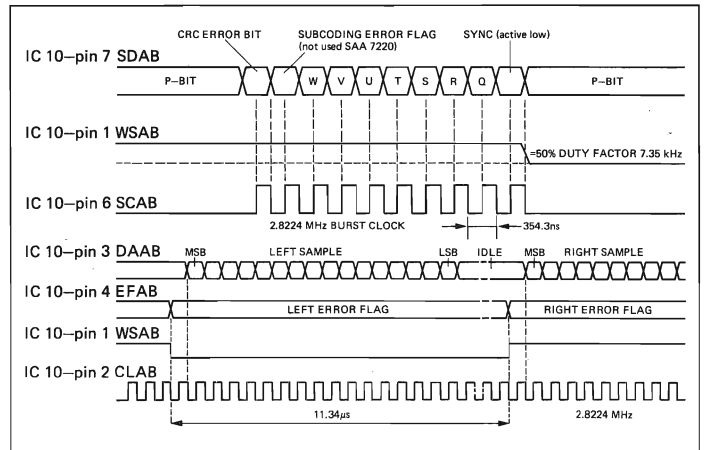 CRC ERROR BIT SUBCODING ERROR FLAG SYNC (active low)
(not used SAA 7220)
IC 10–pin 7 SDAB
P–BIT W V U T S R Q P–BIT
IC 10–pin 1 WSAB
=50% DUTY FACTOR 7.35 kHz
IC 10–pin 6 SCAB
2.8224 MHz BURST CLOCK 354.3ns
IC 10–pin 3 DAAB
MSB LEFT SAMPLE LSB IDLE MSB RIGHT SAMPLE
IC 10–pin 4 EFAB
LEFT ERROR FLAG RIGHT ERROR FLAG
IC 10–pin 1 WSAB
IC 10–pin 2 CLAB
11.34µs 2.8224 MHz